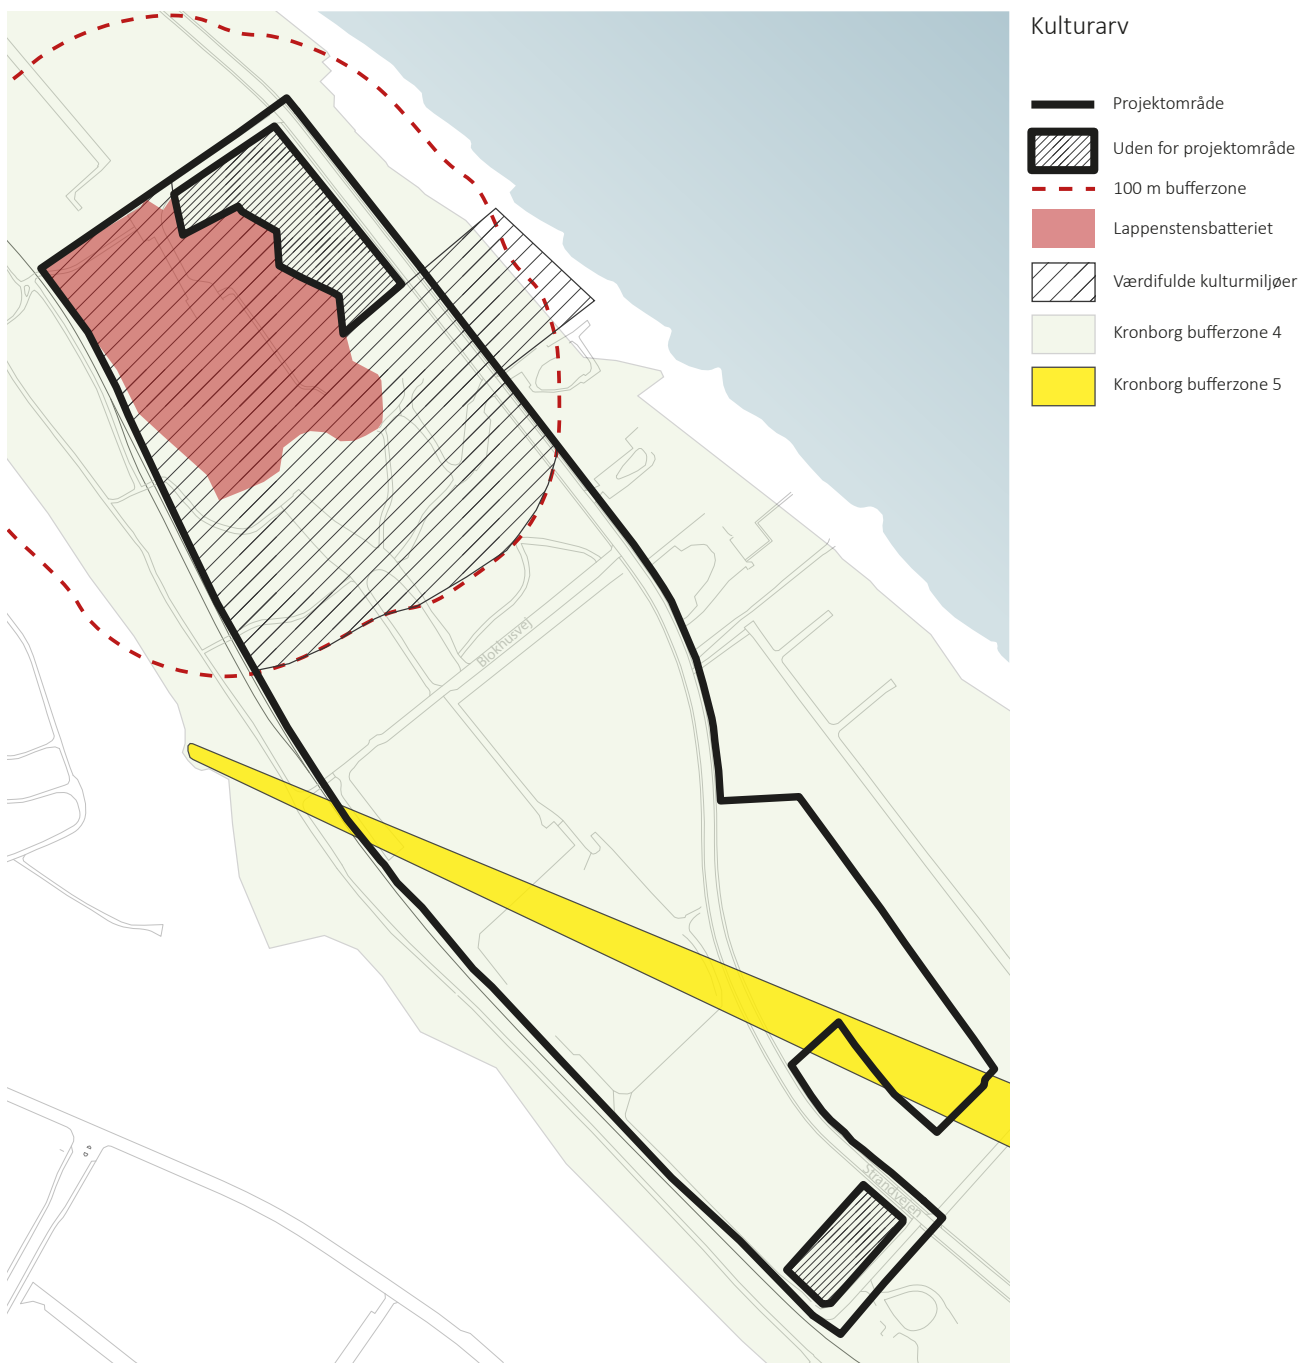 Kulturarv
Projektområde
Uden for projektområde
100 m bufferzone
Lappenstensbatteriet
Værdifulde kulturmiljøer
Kronborg bufferzone 4
Kronborg bufferzone 5
Blokhusvej
Strandvejen